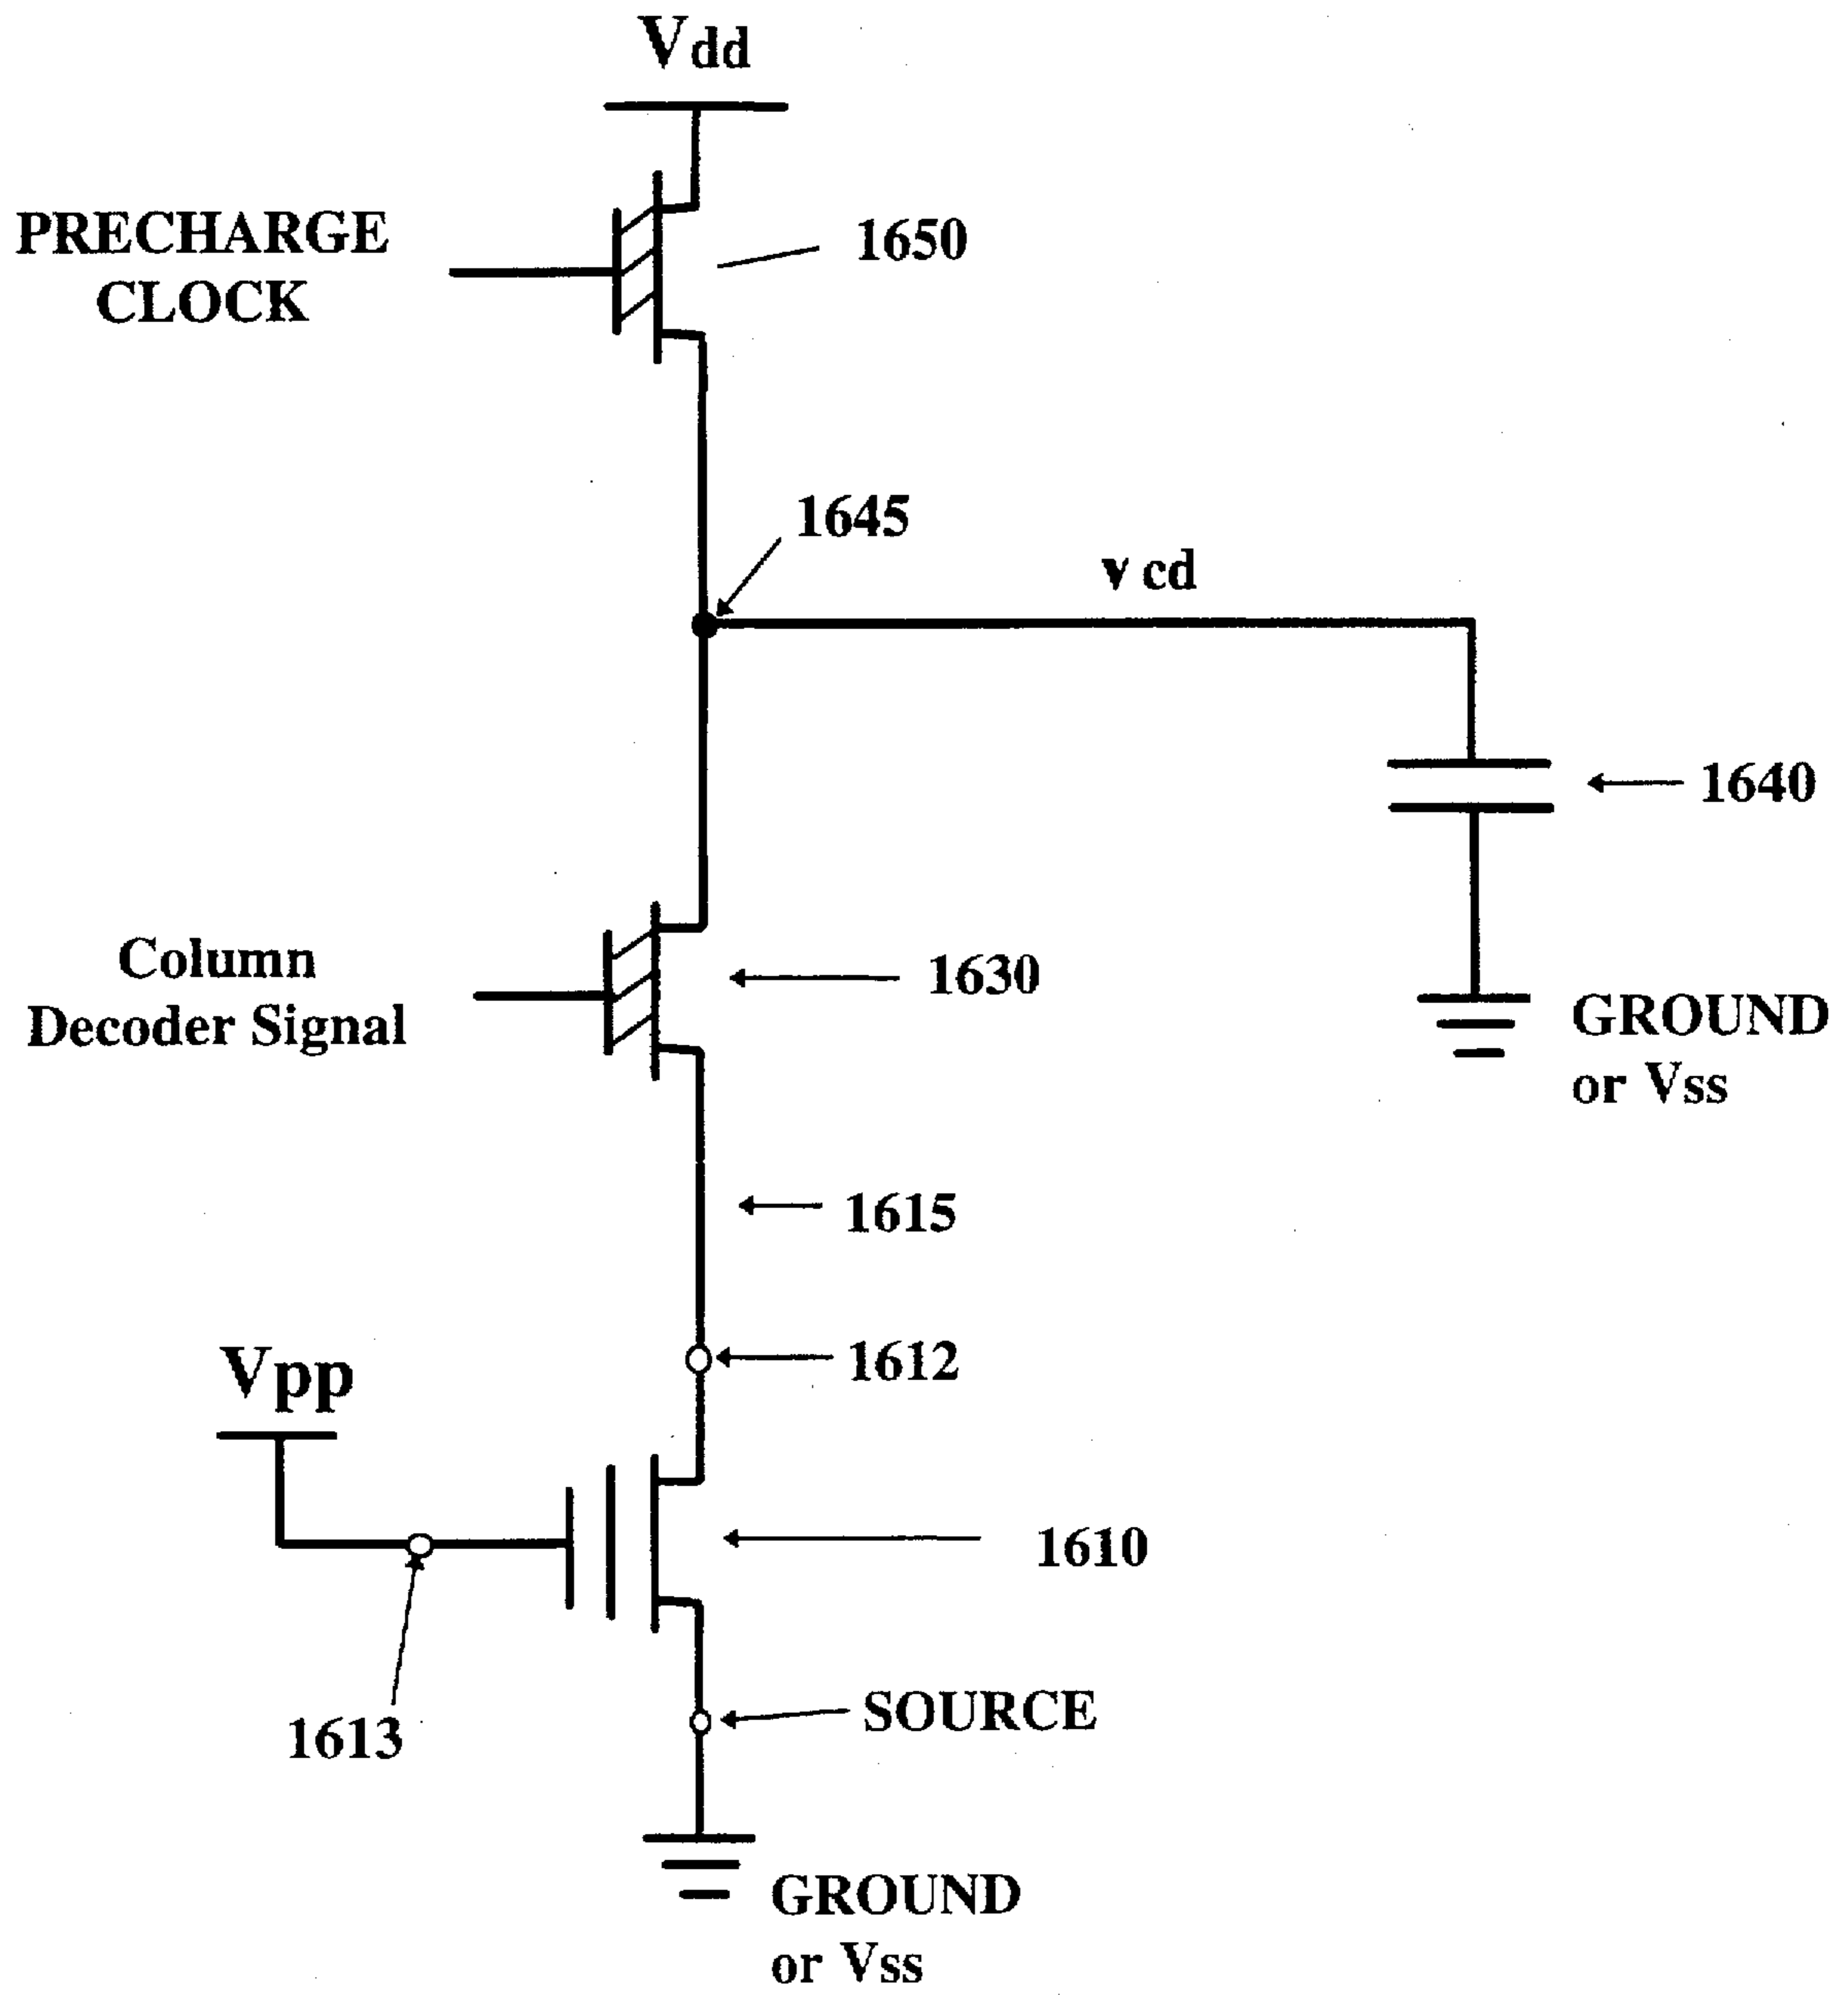 Vdd
PRECHARGE
CLOCK
1650
1645
v cd
1640
Column
Decoder Signal
1630
GROUND
or Vss
1615
Vpp
1612
1610
1613
SOURCE
GROUND
or Vss